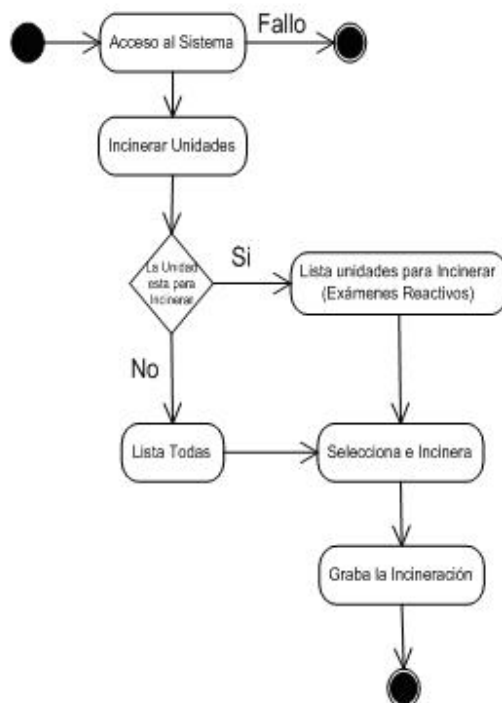 Acceso al Sistema
Fallo
Incinerar Unidades
La Unidad
esta para
Incinerar
Si
Lista unidades para Incinerar
(Exámenes Reactivos)
No
Lista Todas
Selecciona e Incinera
Graba la Incineración